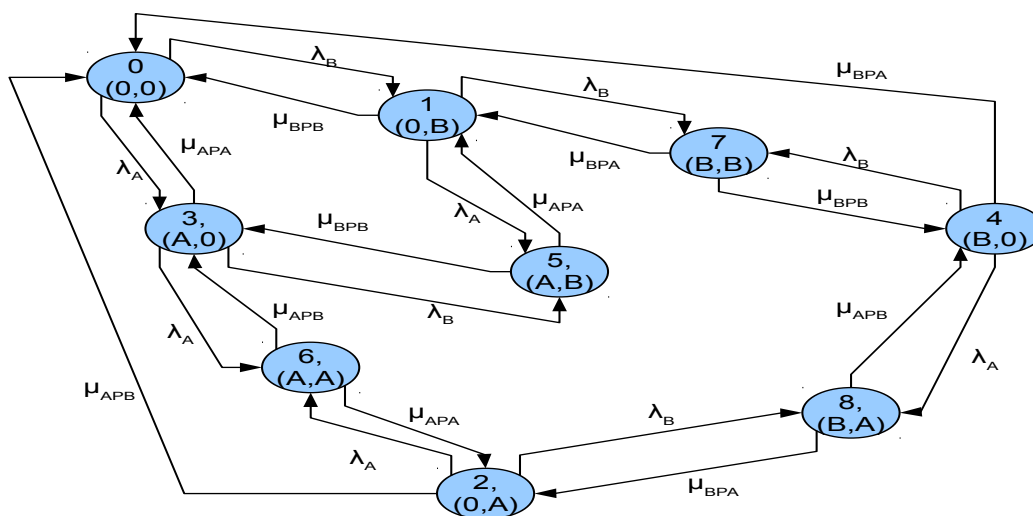 0
(0,0)
λB
μBPA
1
(0,B)
λB
μBPB
7
(B,B)
λB
μBPA
λA
μAPA
μAPA
λA
μBPB
3,
(A,0)
μBPB
4
(B,0)
5,
(A,B)
μAPB
μAPB
λB
λA
λA
6,
(A,A)
μAPB
μAPA
λB
8,
(B,A)
λA
μBPA
2,
(0,A)